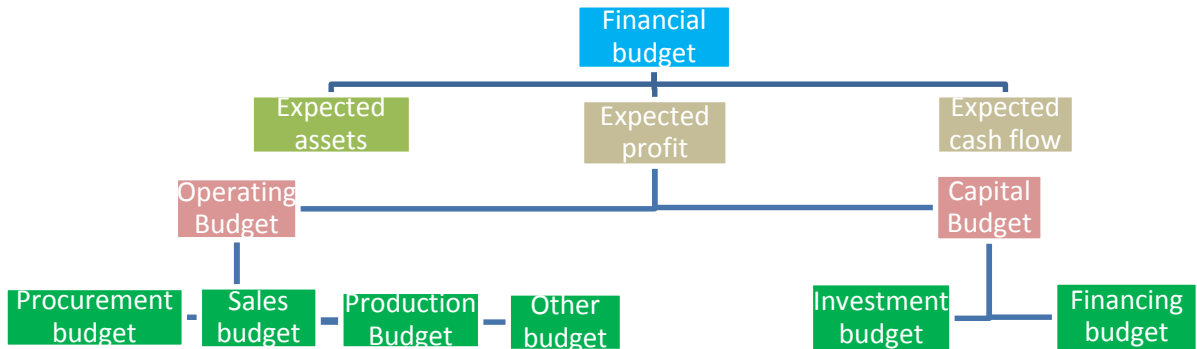 Financial
budget
Expected
assets
Expected
profit
Expected
cash flow
Operating
Budget
Capital
Budget
Procurement
budget
Sales
budget
Production
Budget
Other
budget
Investment
budget
Financing
budget